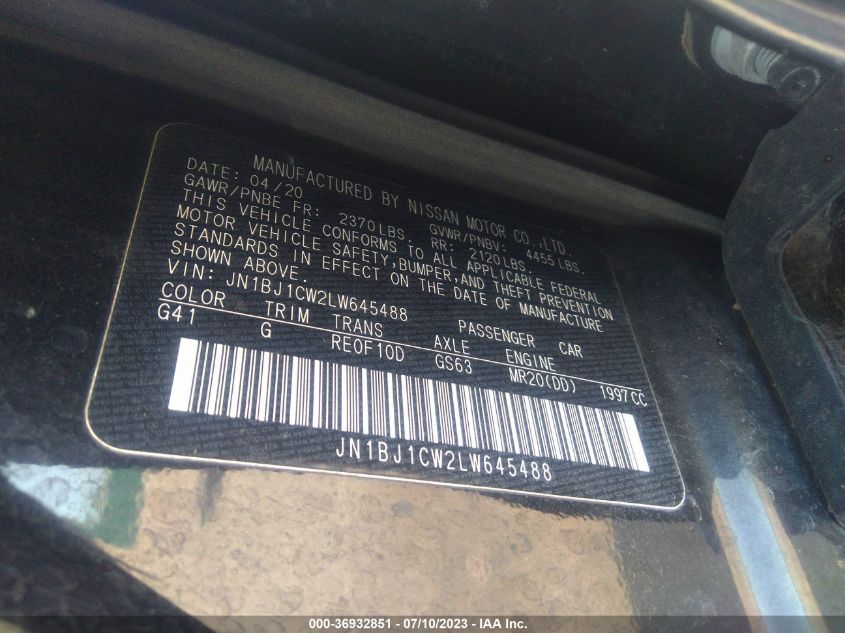 MANUFACTURED BY NISSAN MOTOR CO.,LTD.
DATE: 04/20 GVWR/PNBV: 4455LBS.
GAWR/PNBE FR: 2370LBS. RR: 2120LBS.
THIS VEHICLE CONFORMS TO ALL APPLICABLE FEDERAL
MOTOR VEHICLE SAFETY,BUMPER,AND THEFT PREVENTION
STANDARDS IN EFFECT ON THE DATE OF MANUFACTURE
SHOWN ABOVE.
VIN: JN1BJ1CW2LW645488 PASSENGER CAR
COLOR TRIM TRANS AXLE ENGINE
G41 G RE0F10D GS63 MR20(DD) 1997CC
JN1BJ1CW2LW645488
000-36932851 - 07/10/2023 - IAA Inc.